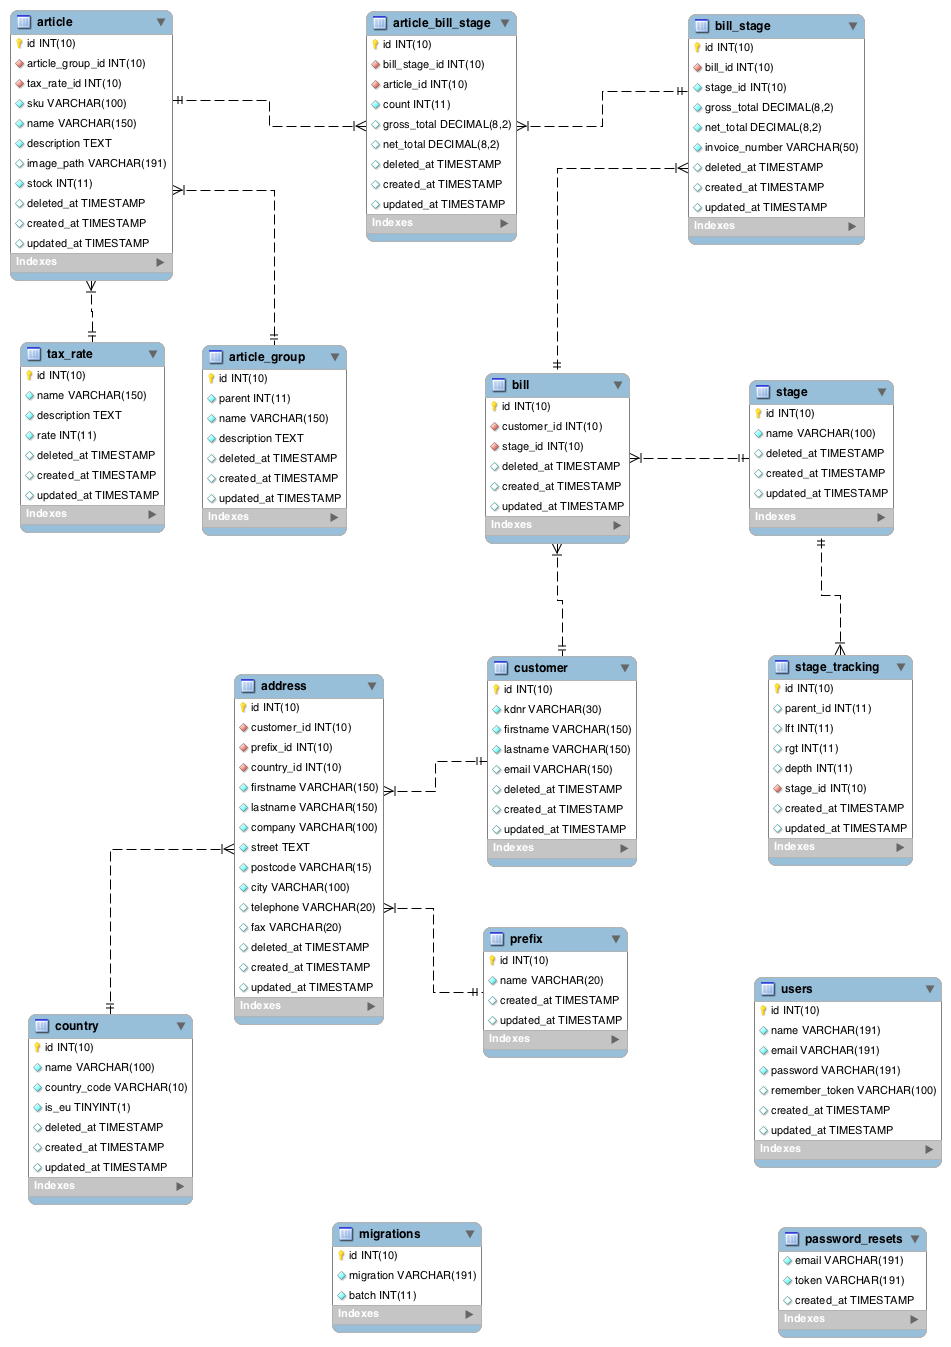 article
id INT(10)
article_group_id INT(10)
tax_rate_id INT(10)
sku VARCHAR(100)
name VARCHAR(150)
description TEXT
image_path VARCHAR(191)
stock INT(11)
deleted_at TIMESTAMP
created_at TIMESTAMP
updated_at TIMESTAMP
Indexes
article_bill_stage
id INT(10)
bill_stage_id INT(10)
article_id INT(10)
count INT(11)
gross_total DECIMAL(8,2)
net_total DECIMAL(8,2)
deleted_at TIMESTAMP
created_at TIMESTAMP
updated_at TIMESTAMP
Indexes
bill_stage
id INT(10)
bill_id INT(10)
stage_id INT(10)
gross_total DECIMAL(8,2)
net_total DECIMAL(8,2)
invoice_number VARCHAR(50)
deleted_at TIMESTAMP
created_at TIMESTAMP
updated_at TIMESTAMP
Indexes
tax_rate
id INT(10)
name VARCHAR(150)
description TEXT
rate INT(11)
deleted_at TIMESTAMP
created_at TIMESTAMP
updated_at TIMESTAMP
Indexes
article_group
id INT(10)
parent INT(11)
name VARCHAR(150)
description TEXT
deleted_at TIMESTAMP
created_at TIMESTAMP
updated_at TIMESTAMP
Indexes
bill
id INT(10)
customer_id INT(10)
stage_id INT(10)
deleted_at TIMESTAMP
created_at TIMESTAMP
updated_at TIMESTAMP
Indexes
stage
id INT(10)
name VARCHAR(100)
deleted_at TIMESTAMP
created_at TIMESTAMP
updated_at TIMESTAMP
Indexes
address
id INT(10)
customer_id INT(10)
prefix_id INT(10)
country_id INT(10)
firstname VARCHAR(150)
lastname VARCHAR(150)
company VARCHAR(100)
street TEXT
postcode VARCHAR(15)
city VARCHAR(100)
telephone VARCHAR(20)
fax VARCHAR(20)
deleted_at TIMESTAMP
created_at TIMESTAMP
updated_at TIMESTAMP
Indexes
customer
id INT(10)
kdnr VARCHAR(30)
firstname VARCHAR(150)
lastname VARCHAR(150)
email VARCHAR(150)
deleted_at TIMESTAMP
created_at TIMESTAMP
updated_at TIMESTAMP
Indexes
stage_tracking
id INT(10)
parent_id INT(11)
lft INT(11)
rgt INT(11)
depth INT(11)
stage_id INT(10)
created_at TIMESTAMP
updated_at TIMESTAMP
Indexes
prefix
id INT(10)
name VARCHAR(20)
created_at TIMESTAMP
updated_at TIMESTAMP
Indexes
country
id INT(10)
name VARCHAR(100)
country_code VARCHAR(10)
is_eu TINYINT(1)
deleted_at TIMESTAMP
created_at TIMESTAMP
updated_at TIMESTAMP
Indexes
users
id INT(10)
name VARCHAR(191)
email VARCHAR(191)
password VARCHAR(191)
remember_token VARCHAR(100)
created_at TIMESTAMP
updated_at TIMESTAMP
Indexes
migrations
id INT(10)
migration VARCHAR(191)
batch INT(11)
Indexes
password_resets
email VARCHAR(191)
token VARCHAR(191)
created_at TIMESTAMP
Indexes